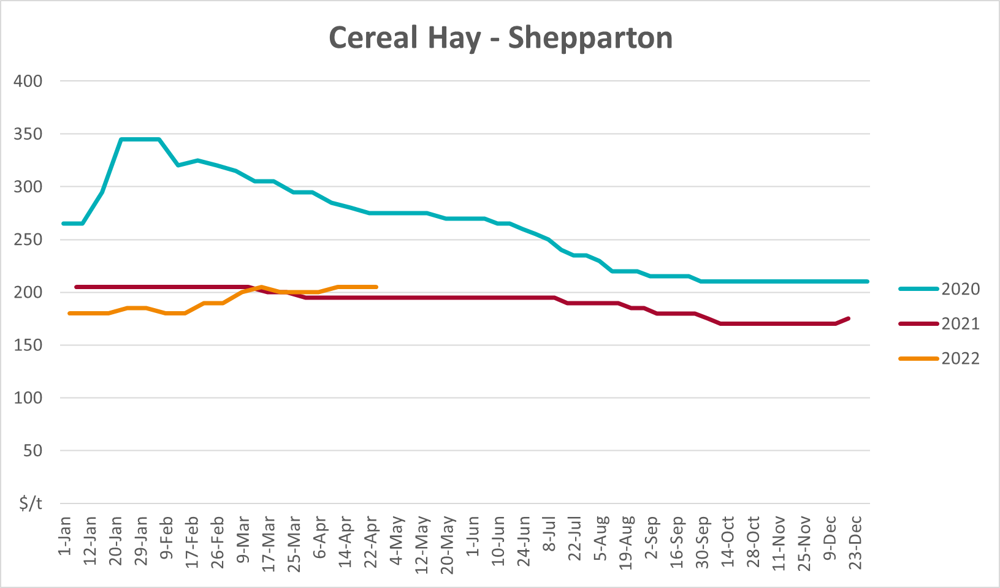 Cereal Hay - Shepparton
400
350
300
250
200
150
100
50
$/t
1-Jan
12-Jan
20-Jan
29-Jan
9-Feb
17-Feb
26-Feb
9-Mar
17-Mar
25-Mar
6-Apr
14-Apr
22-Apr
4-May
12-May
20-May
1-Jun
10-Jun
24-Jun
8-Jul
22-Jul
5-Aug
19-Aug
2-Sep
16-Sep
30-Sep
14-Oct
28-Oct
11-Nov
25-Nov
9-Dec
23-Dec
2020
2021
2022